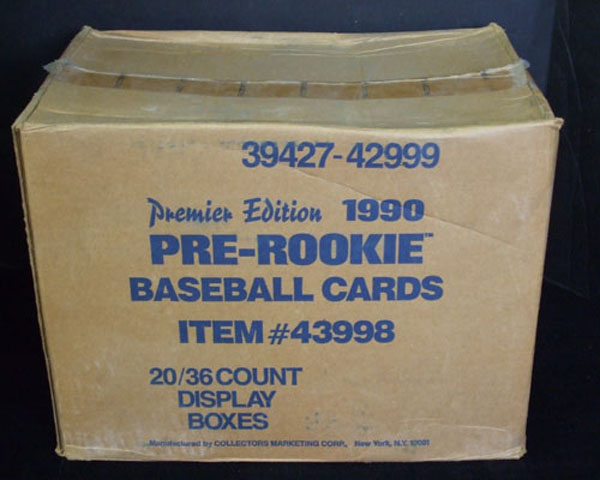 39427-42999
Premier Edition 1990
PRE-ROOKIE™
BASEBALL CARDS
ITEM #43998
20/36 COUNT
DISPLAY
BOXES
Manufactured by COLLECTORS MARKETING CORP., New York, N.Y.